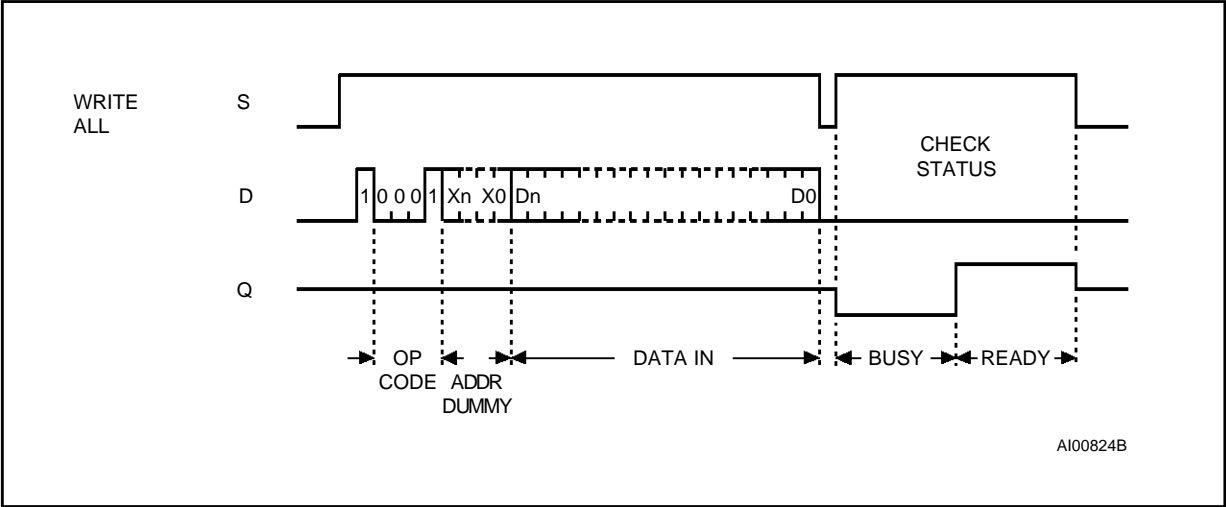 WRITE
ALL
S
CHECK
STATUS
D
1 0 0 0 1 Xn X0 Dn D0
Q
OP
CODE
ADDR
DUMMY
DATA IN
BUSY
READY
AI00824B